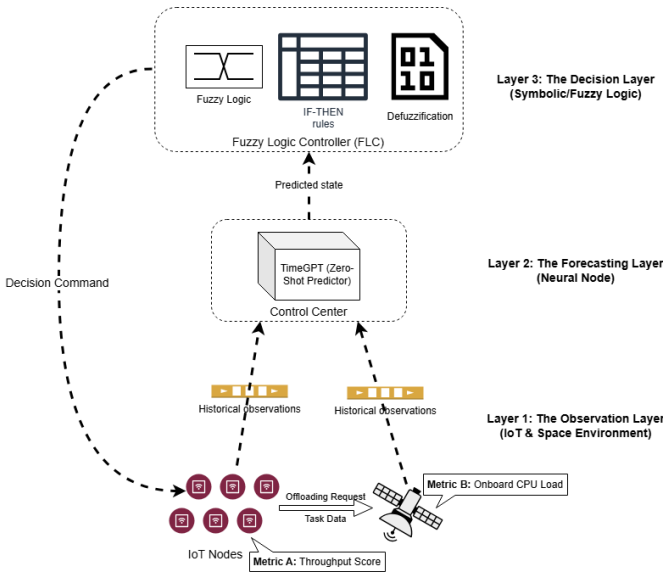 Fuzzy Logic
IF-THEN
rules
Defuzzification
Fuzzy Logic Controller (FLC)
Layer 3: The Decision Layer
(Symbolic/Fuzzy Logic)
Predicted state
TimeGPT (Zero-
Shot Predictor)
Control Center
Layer 2: The Forecasting Layer
(Neural Node)
Decision Command
Historical observations
Historical observations
Layer 1: The Observation Layer
(IoT & Space Environment)
Offloading Request
Task Data
Metric B: Onboard CPU Load
IoT Nodes
Metric A: Throughput Score